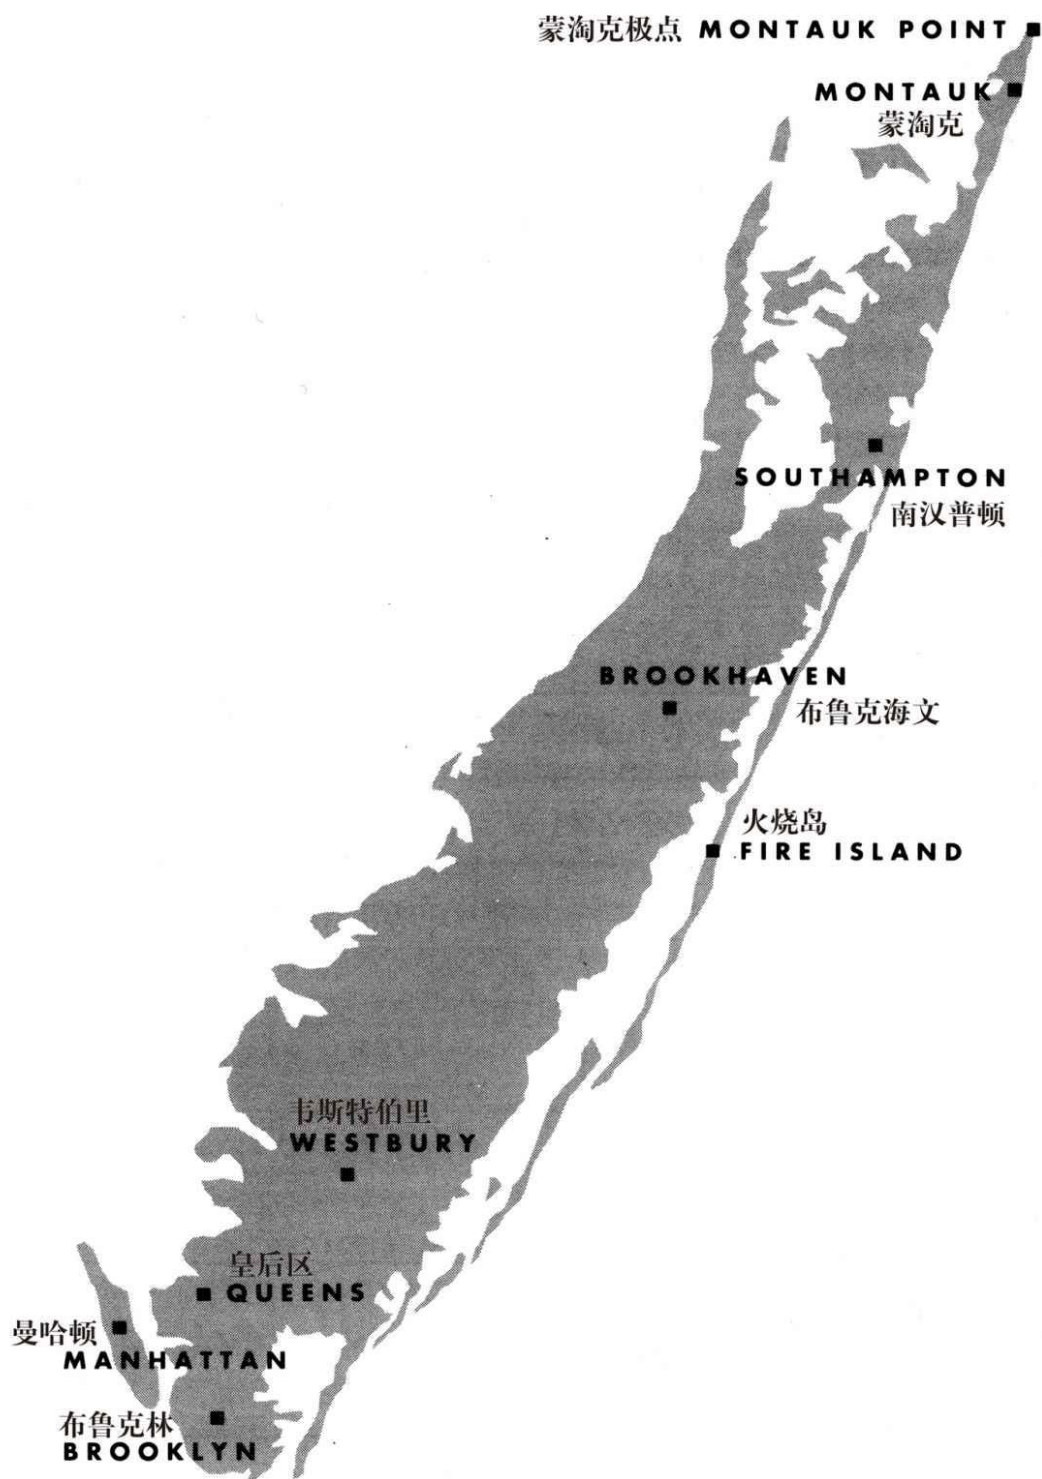 蒙淘克极点 MONTAUK POINT
MONTAUK
蒙淘克
SOUTHAMPTON
南汉普顿
BROOKHAVEN
布鲁克海文
火烧岛
FIRE ISLAND
韦斯特伯里
WESTBURY
皇后区
QUEENS
曼哈顿
MANHATTAN
布鲁克林
BROOKLYN